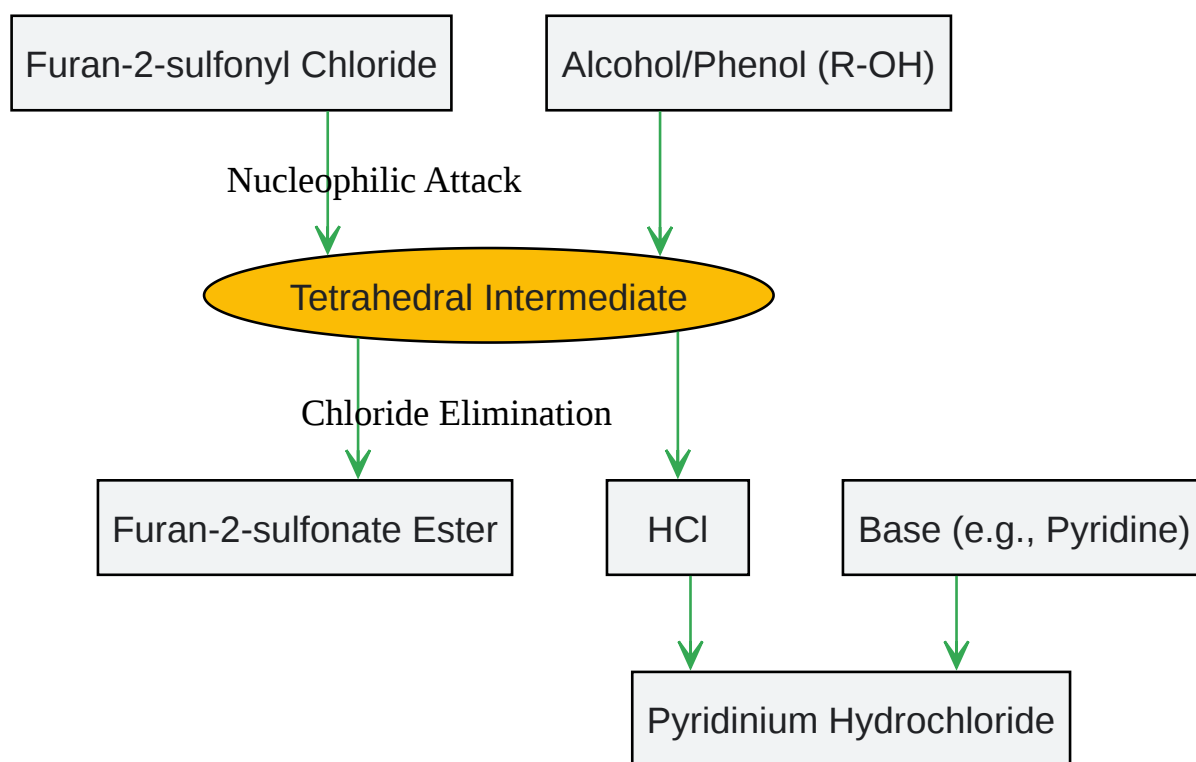 Furan-2-sulfonyl Chloride
Alcohol/Phenol (R-OH)
Nucleophilic Attack
Tetrahedral Intermediate
Chloride Elimination
Furan-2-sulfonate Ester
HCl
Base (e.g., Pyridine)
Pyridinium Hydrochloride